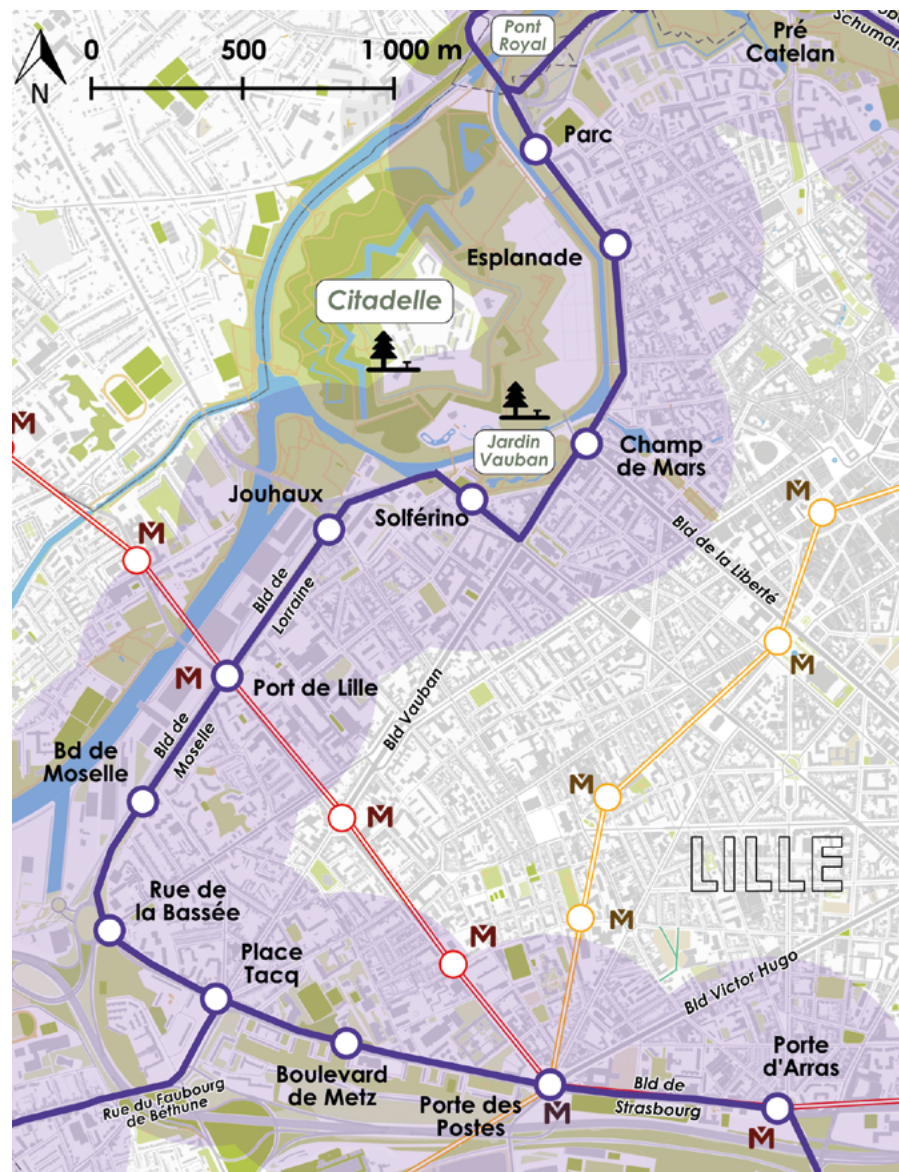 Pont
Royal
Pré
Catelan
Schuman
0
500
1 000 m
N
Parc
Esplanade
Citadelle
Jardin
Vauban
Champ
de Mars
Jouhaux
Solférino
M
M
M
Bld de la Liberté
Bld de
Lorraine
M
M
Port de Lille
Bld Vauban
Bld de
Moselle
Bd de
Moselle
M
M
LILLE
Rue de
la Bassée
M
M
Place
Tacq
Bld Victor Hugo
Boulevard
de Metz
Porte
d'Arras
Rue du Faubourg
de Béthune
Porte des
Postes
M
Bld de
Strasbourg
M